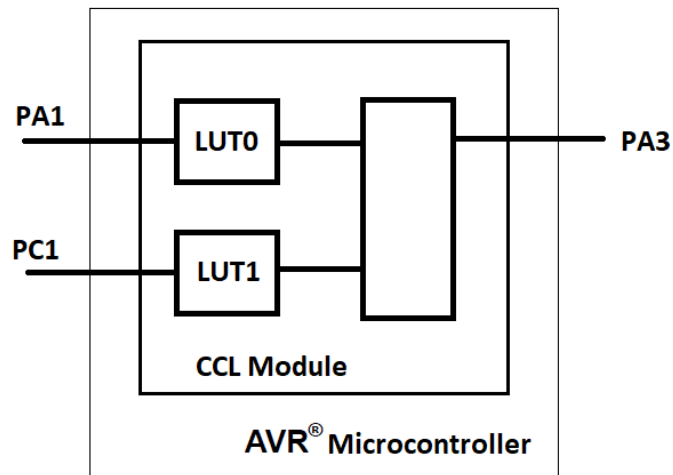 PA1
LUT0
PA3
PC1
LUT1
CCL Module
AVR® Microcontroller